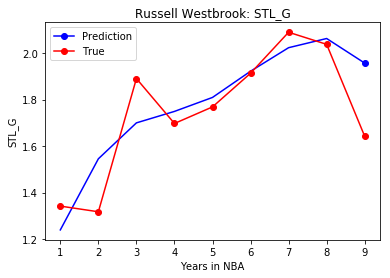 Russell Westbrook: STL_G
Prediction
True
STL_G
2.0
1.8
1.6
1.4
1.2
1 2 3 4 5 6 7 8 9
Years in NBA